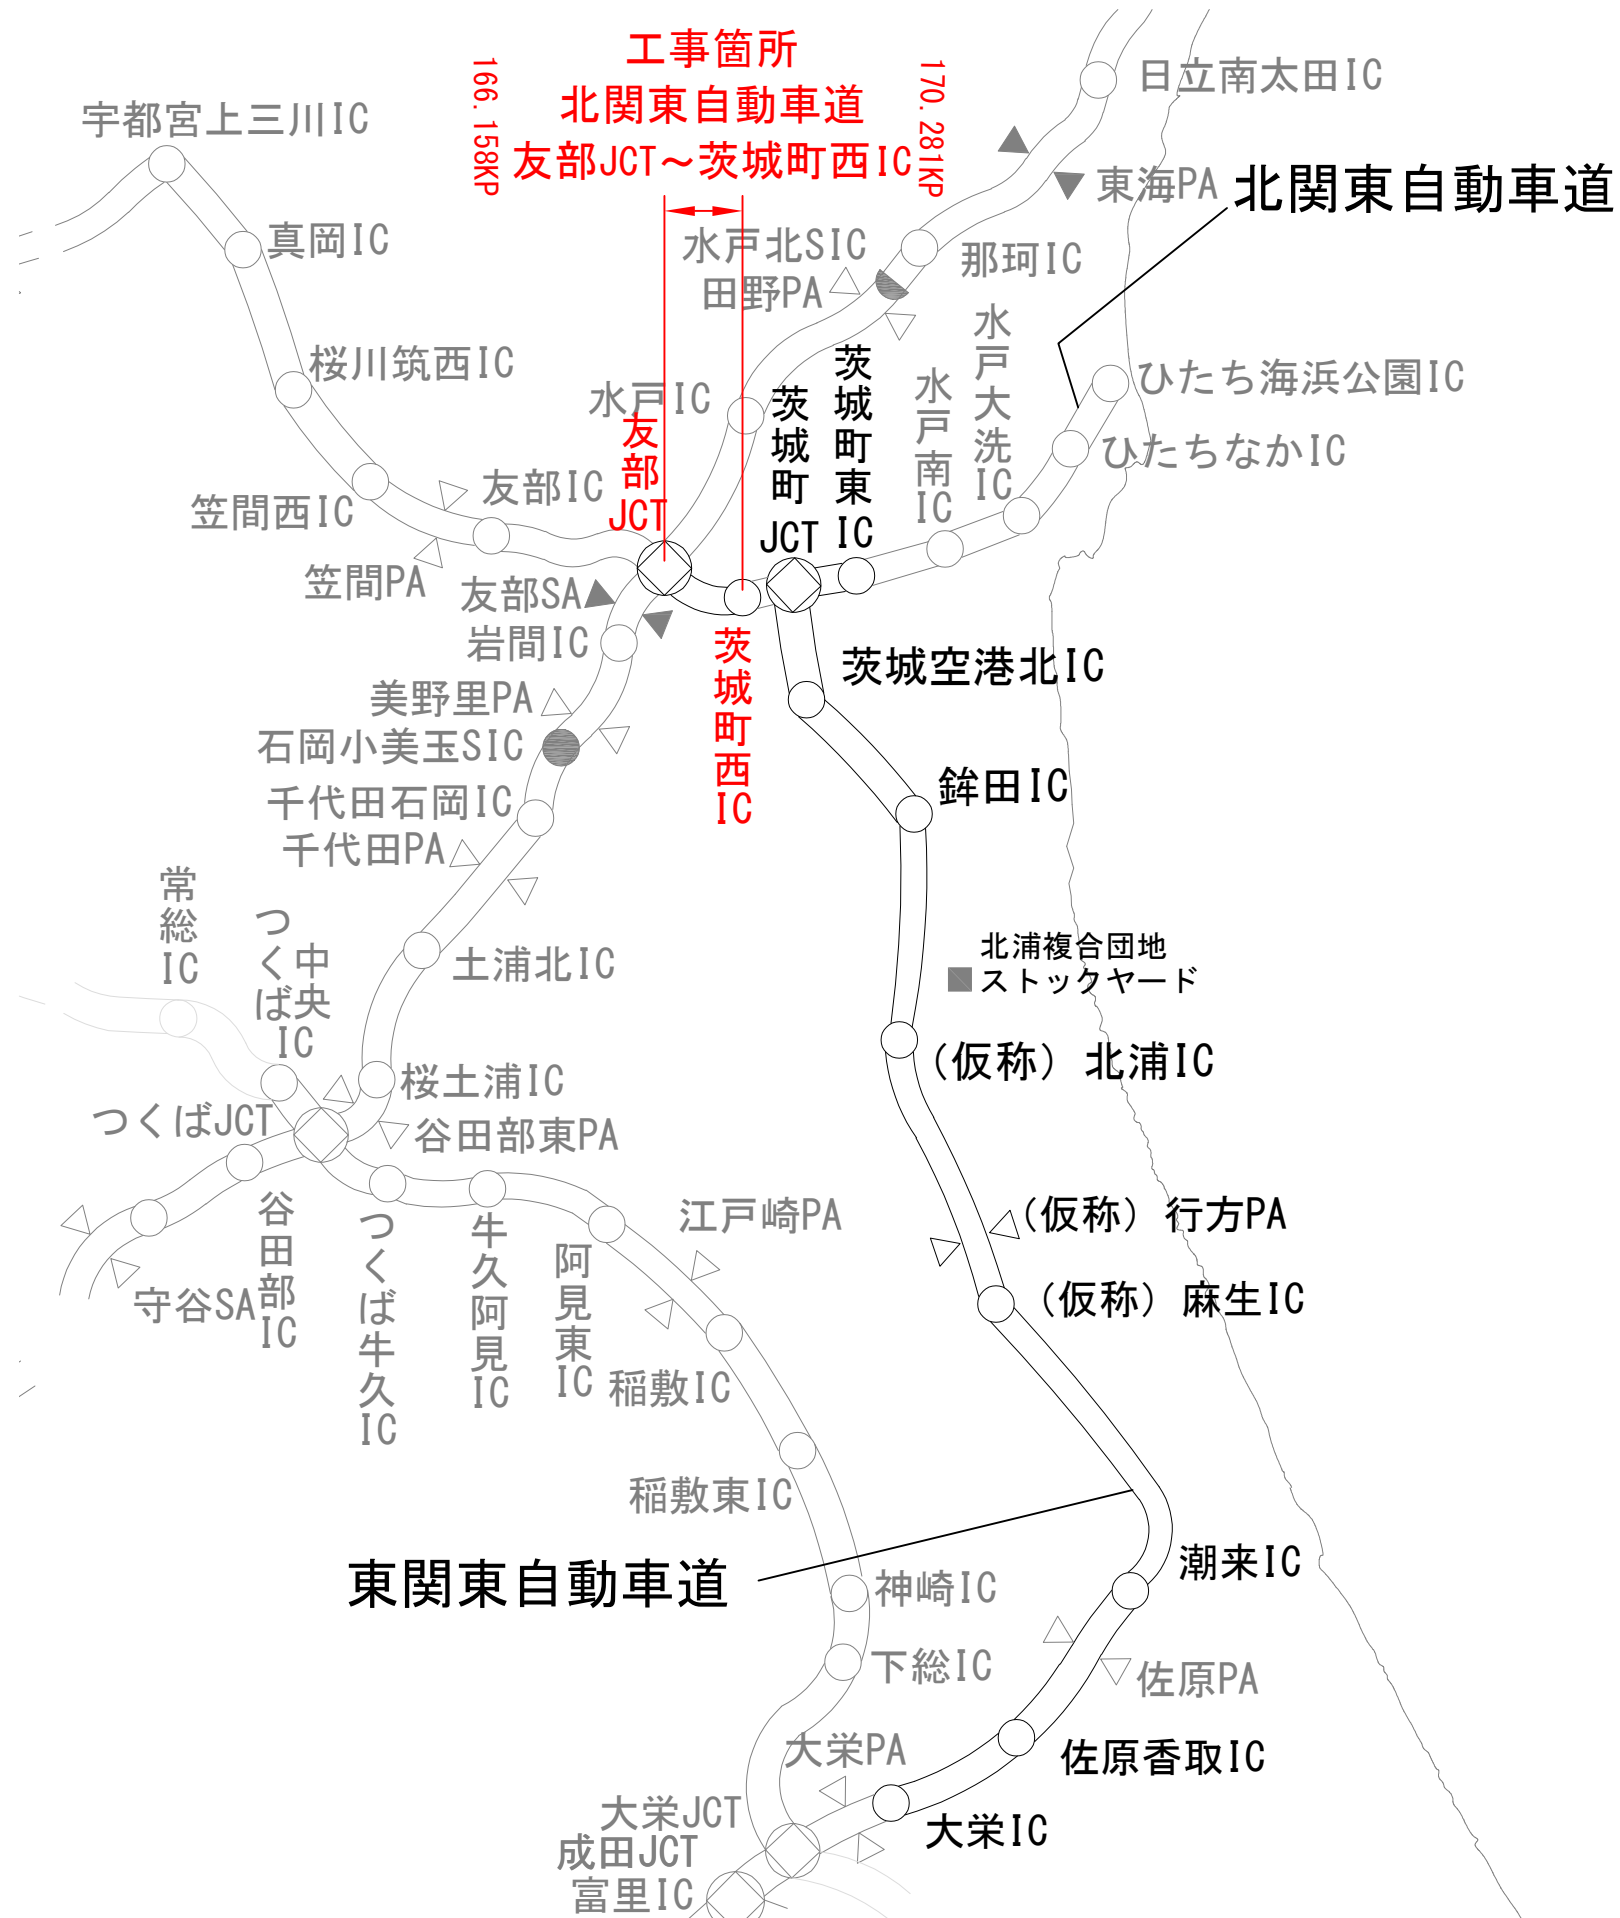 工事箇所
北関東自動車道
友部JCT～茨城町西IC
166.158KP
170.281KP
日立南太田IC
宇都宮上三川IC
東海PA
北関東自動車道
真岡IC
水戸北SIC
田野PA
那珂IC
桜川筑西IC
水戸IC
友部JCT
茨城町JCT
茨城町東IC
水戸南IC
水戸大洗IC
ひたち海浜公園IC
ひたちなかIC
笠間西IC
友部IC
笠間PA
友部SA
岩間IC
茨城町西IC
茨城空港北IC
美野里PA
石岡小美玉SIC
千代田石岡IC
千代田PA
鉾田IC
常総IC
つくば中央IC
土浦北IC
北浦複合団地
ストックヤード
（仮称）北浦IC
桜土浦IC
つくばJCT
谷田部東PA
谷田部IC
守谷SA
つくば牛久IC
牛久阿見IC
阿見東IC
江戸崎PA
（仮称）行方PA
（仮称）麻生IC
稲敷IC
稲敷東IC
東関東自動車道
神崎IC
潮来IC
下総IC
佐原PA
大栄PA
佐原香取IC
大栄JCT
大栄IC
成田JCT
富里IC